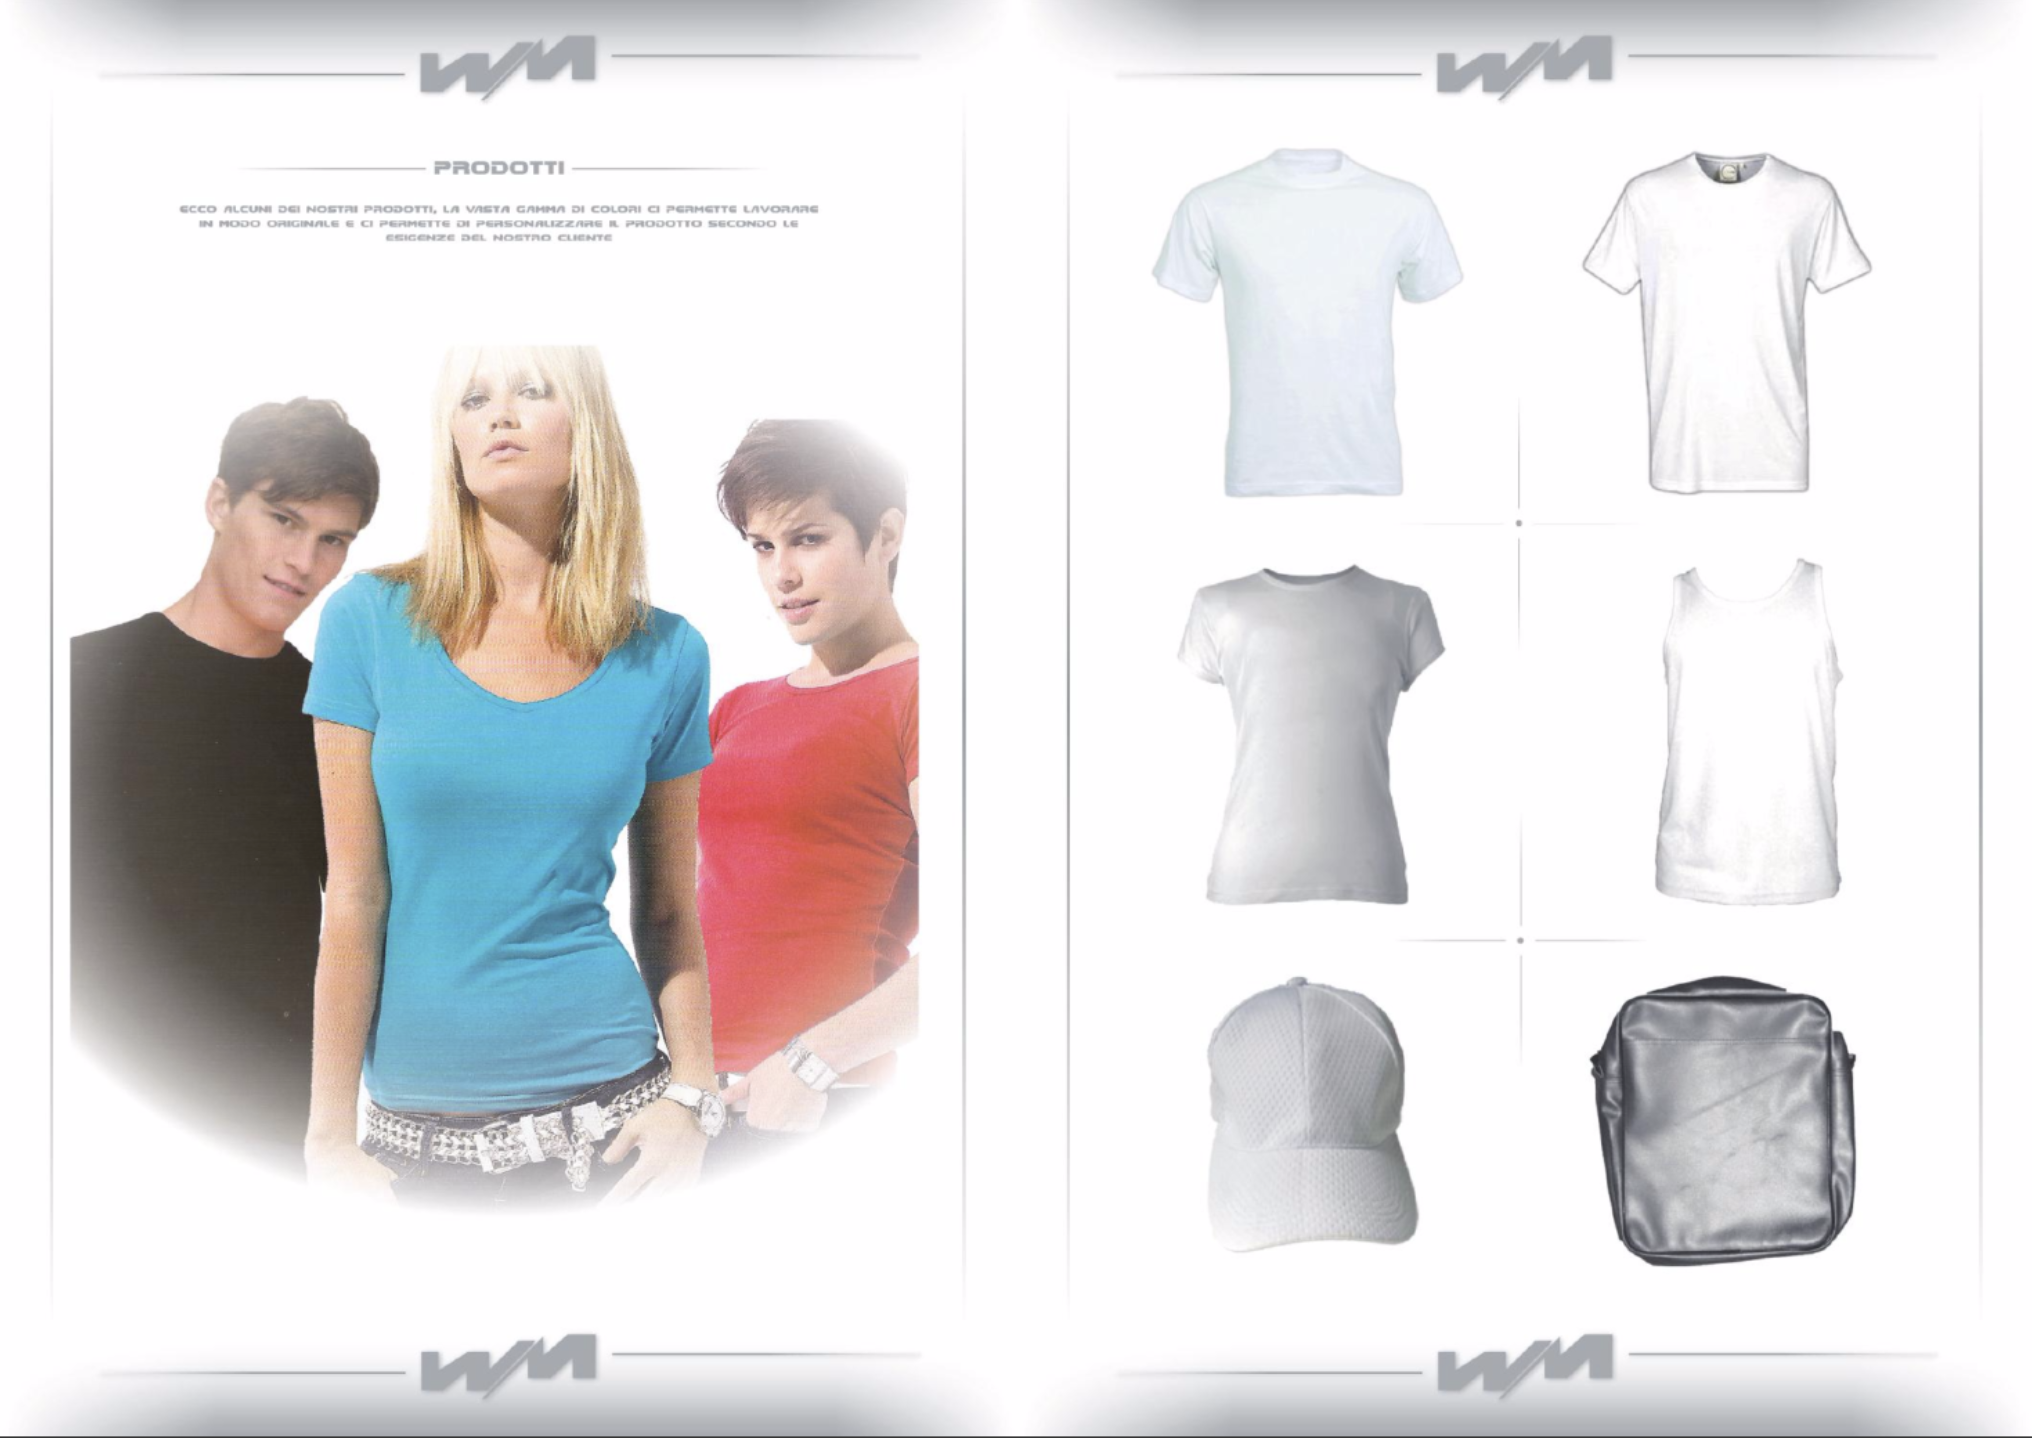 WM
PRODOTTI
ECCO ALCUNI DEI NOSTRI PRODOTTI, LA VASTA GAMMA DI COLORI CI PERMETTE LAVORARE
IN MODO ORIGINALE E CI PERMETTE DI PERSONALIZZARE IL PRODOTTO SECONDO LE
ESIGENZE DEL NOSTRO CLIENTE
WM
WM
WM